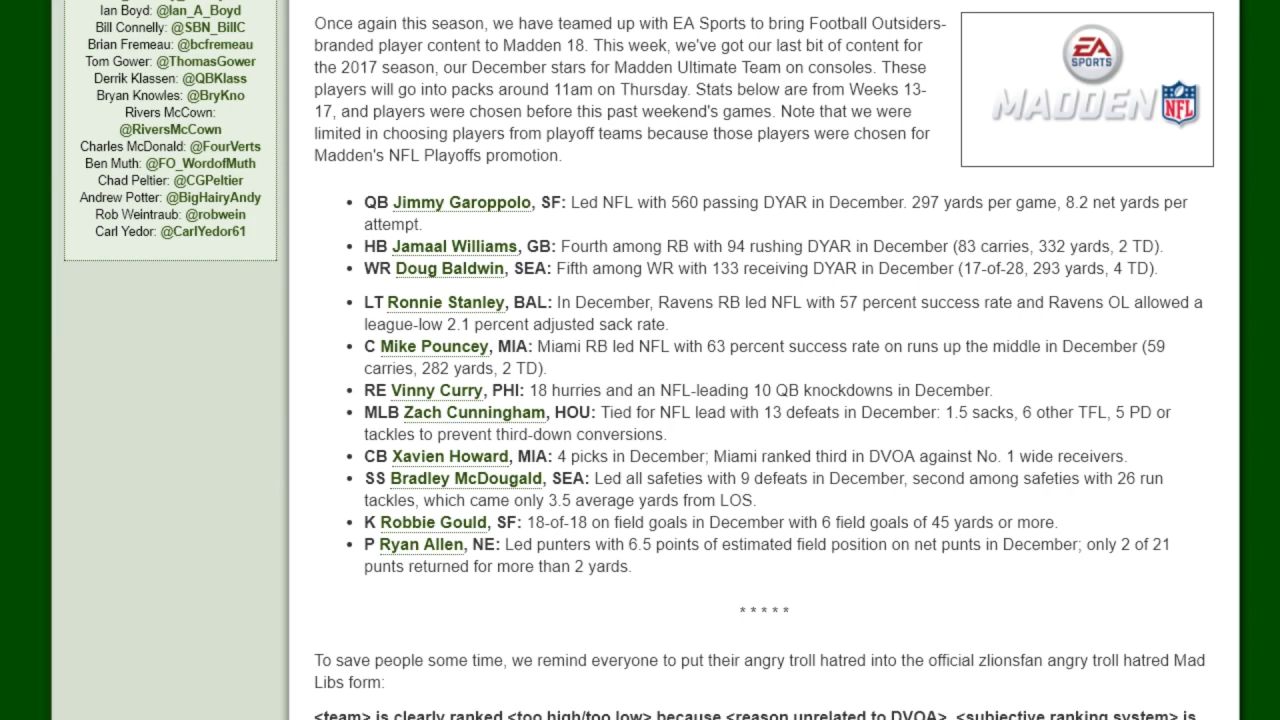 Ian Boyd: @Ian_A_Boyd
Bill Connelly: @SBN_BillC
Brian Fremeau: @bcfremeau
Tom Gower: @ThomasGower
Derrik Klassen: @QBKlass
Bryan Knowles: @BryKno
Rivers McCown:
@RiversMcCown
Charles McDonald: @FourVerts
Ben Muth: @FO_WordofMuth
Chad Peltier: @CGPeltier
Andrew Potter: @BigHairyAndy
Rob Weintraub: @robwein
Carl Yedor: @CarlYedor61
Once again this season, we have teamed up with EA Sports to bring Football Outsiders-
branded player content to Madden 18. This week, we've got our last bit of content for
the 2017 season, our December stars for Madden Ultimate Team on consoles. These
players will go into packs around 11am on Thursday. Stats below are from Weeks 13-
17, and players were chosen before this past weekend's games. Note that we were
limited in choosing players from playoff teams because those players were chosen for
Madden's NFL Playoffs promotion.
EA
SPORTS
MADDEN NFL
• QB Jimmy Garoppolo, SF: Led NFL with 560 passing DYAR in December. 297 yards per game, 8.2 net yards per
attempt.
• HB Jamaal Williams, GB: Fourth among RB with 94 rushing DYAR in December (83 carries, 332 yards, 2 TD).
• WR Doug Baldwin, SEA: Fifth among WR with 133 receiving DYAR in December (17-of-28, 293 yards, 4 TD).
• LT Ronnie Stanley, BAL: In December, Ravens RB led NFL with 57 percent success rate and Ravens OL allowed a
league-low 2.1 percent adjusted sack rate.
• C Mike Pouncey, MIA: Miami RB led NFL with 63 percent success rate on runs up the middle in December (59
carries, 282 yards, 2 TD).
• RE Vinny Curry, PHI: 18 hurries and an NFL-leading 10 QB knockdowns in December.
• MLB Zach Cunningham, HOU: Tied for NFL lead with 13 defeats in December: 1.5 sacks, 6 other TFL, 5 PD or
tackles to prevent third-down conversions.
• CB Xavien Howard, MIA: 4 picks in December; Miami ranked third in DVOA against No. 1 wide receivers.
• SS Bradley McDougald, SEA: Led all safeties with 9 defeats in December, second among safeties with 26 run
tackles, which came only 3.5 average yards from LOS.
• K Robbie Gould, SF: 18-of-18 on field goals in December with 6 field goals of 45 yards or more.
• P Ryan Allen, NE: Led punters with 6.5 points of estimated field position on net punts in December; only 2 of 21
punts returned for more than 2 yards.
* * * * *
To save people some time, we remind everyone to put their angry troll hatred into the official zlionsfan angry troll hatred Mad
Libs form:
<team> is clearly ranked <too high/too low> because <reason unrelated to DVOA>. <subjective ranking system> is